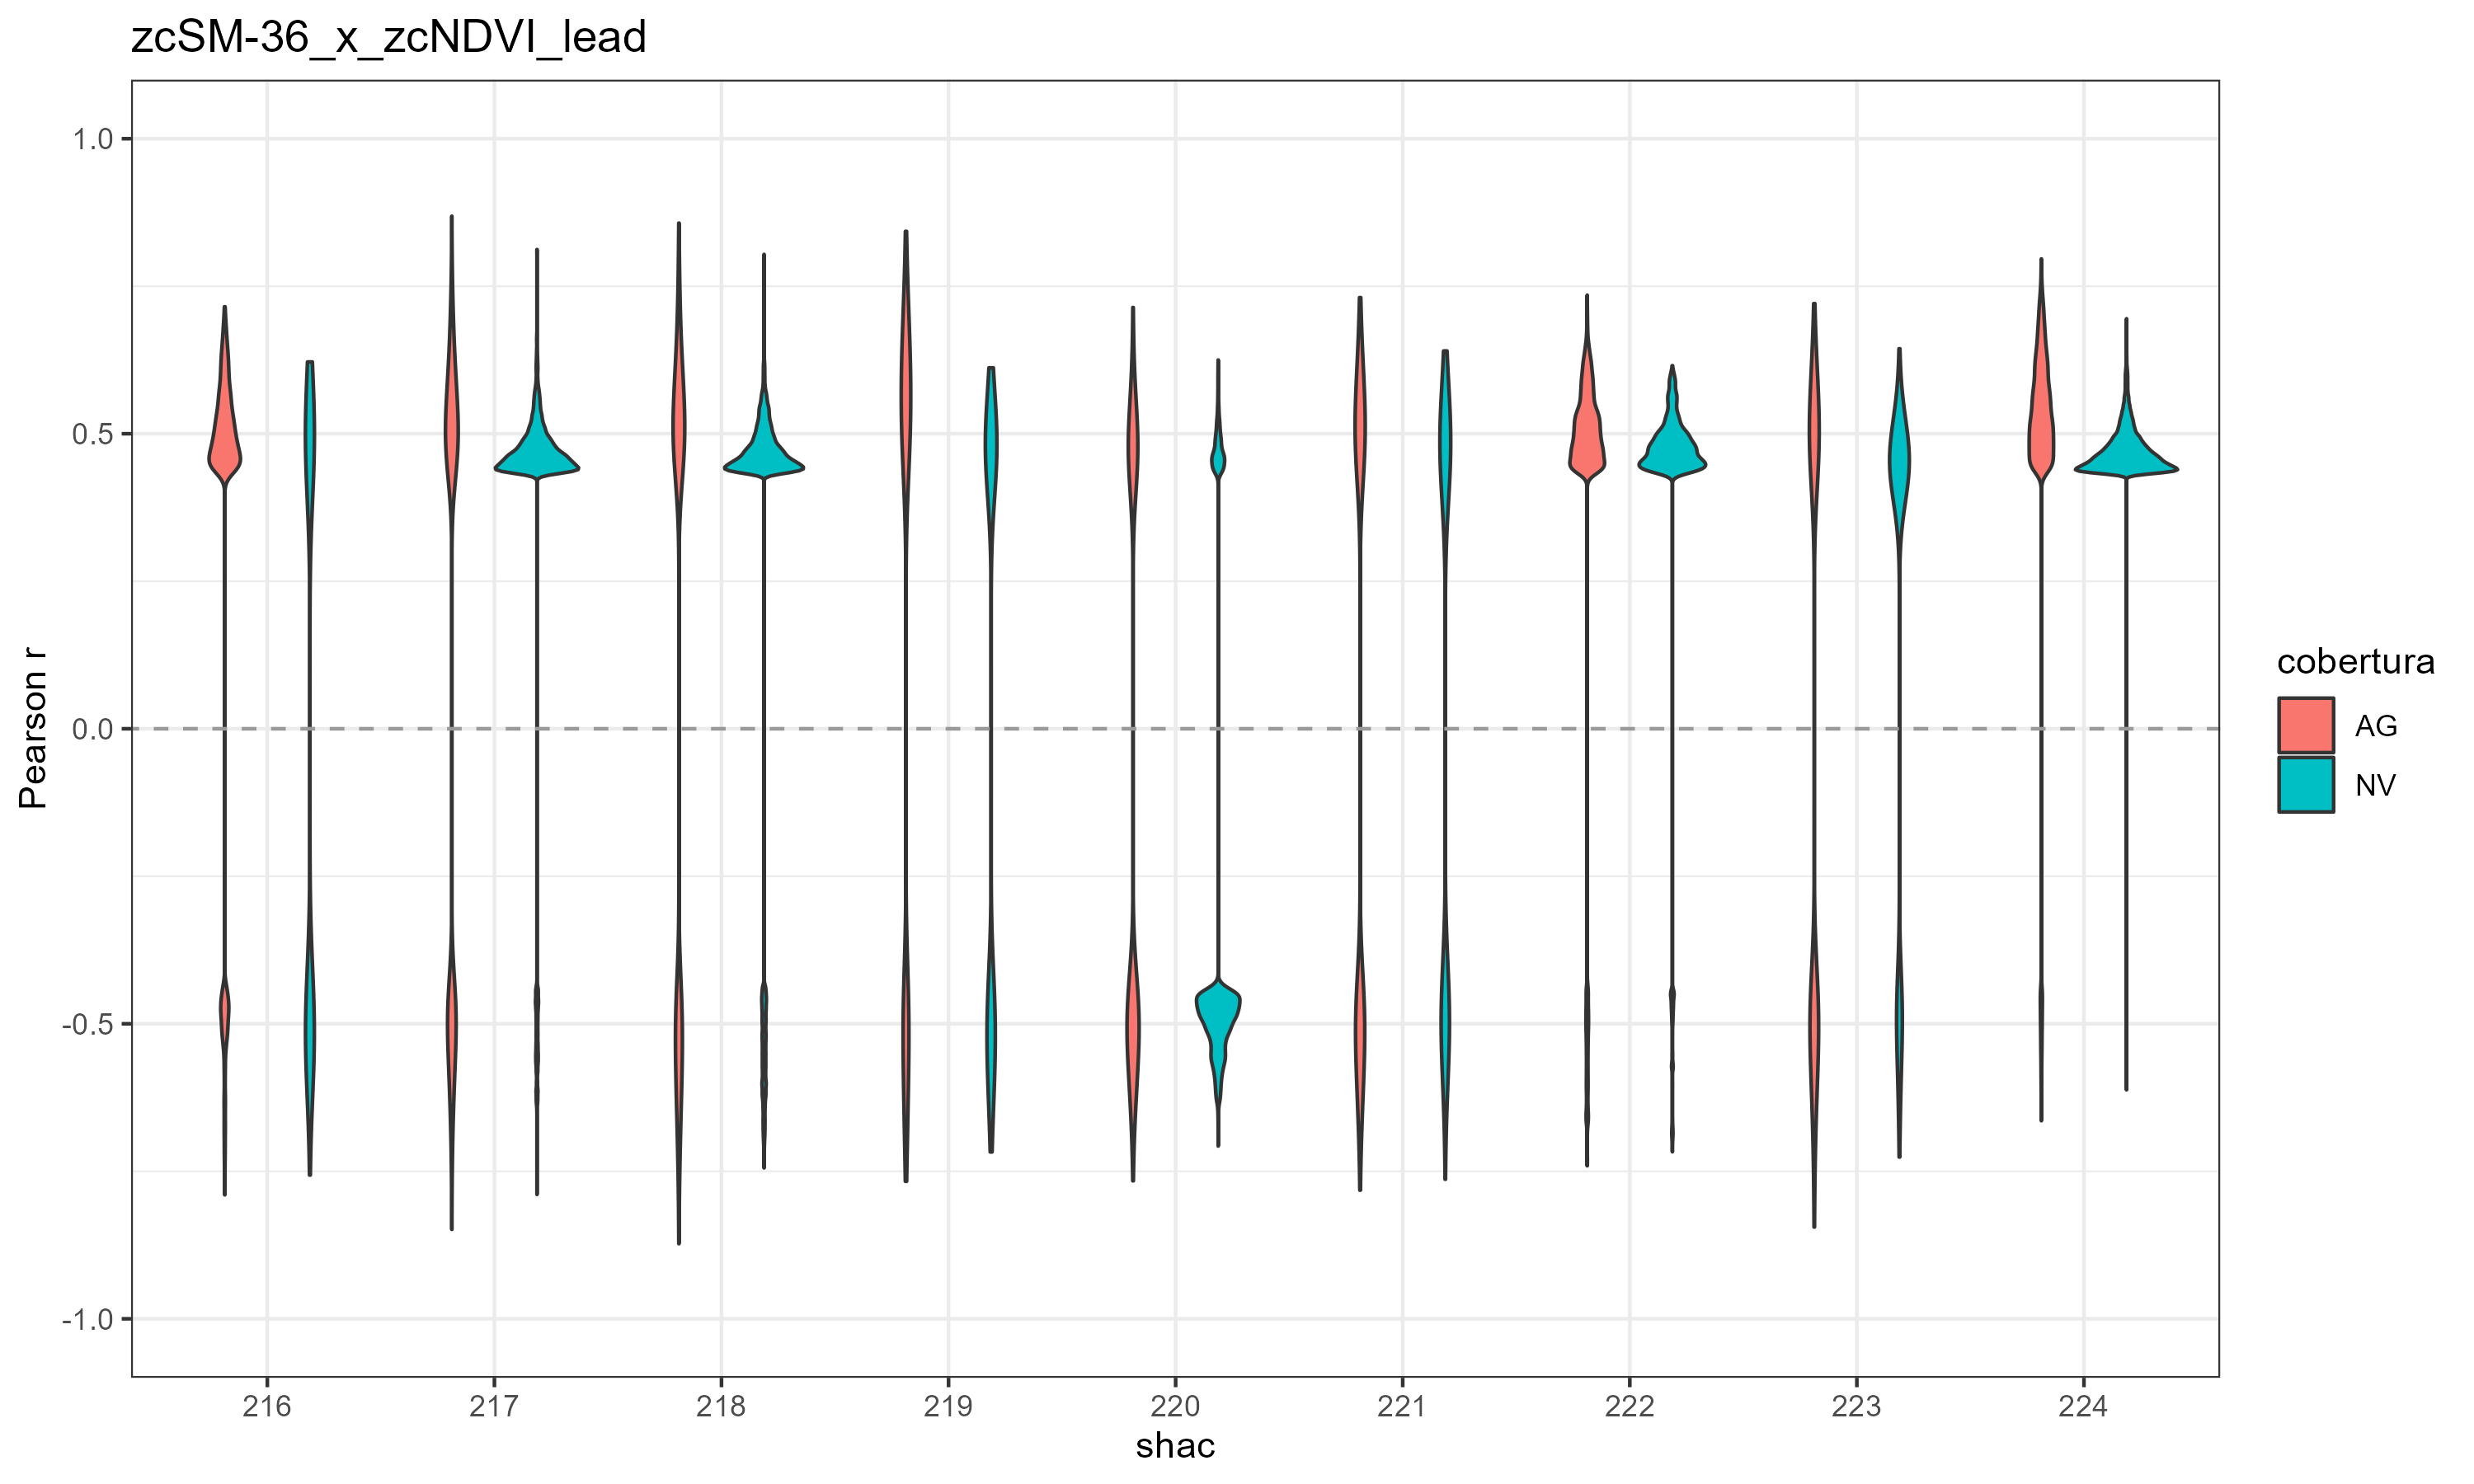 zcSM-36_x_zcNDVI_lead
1.0
0.5
0.0
-0.5
-1.0
Pearson r
216 217 218 219 220 221 222 223 224
shac
cobertura
AG
NV